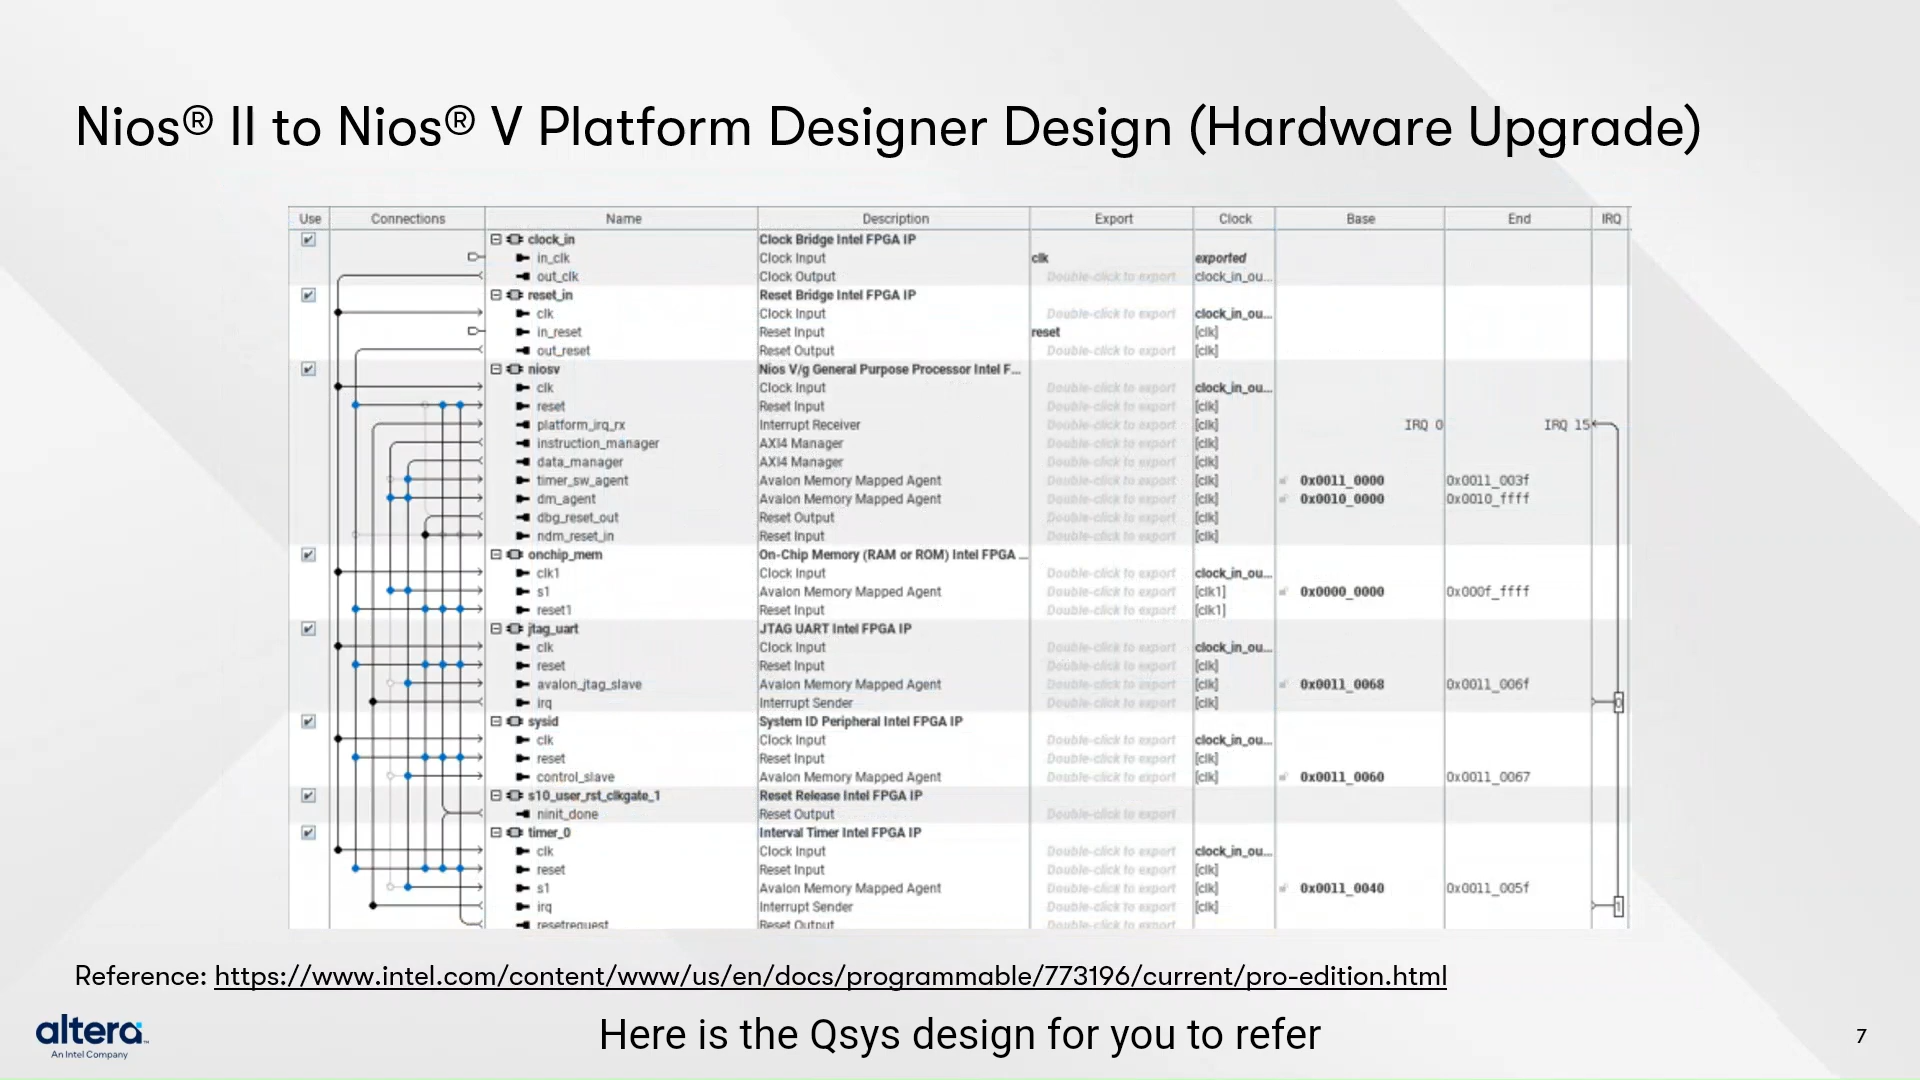 Nios® II to Nios® V Platform Designer Design (Hardware Upgrade)
Use Connections Name Description Export Clock Base End IRQ
clock_in Clock Bridge Intel FPGA IP
in_clk Clock Input clk exported
out_clk Clock Output Double-click to export clock_in_ou...
reset_in Reset Bridge Intel FPGA IP
clk Clock Input Double-click to export clock_in_ou...
in_reset Reset Input reset [clk]
out_reset Reset Output Double-click to export [clk]
niosv Nios V/g General Purpose Processor Intel F...
clk Clock Input Double-click to export clock_in_ou...
reset Reset Input Double-click to export [clk]
platform_irq_rx Interrupt Receiver Double-click to export [clk] IRQ 0 IRQ 15
instruction_manager AXI4 Manager Double-click to export [clk]
data_manager AXI4 Manager Double-click to export [clk]
timer_sw_agent Avalon Memory Mapped Agent Double-click to export [clk] 0x0011_0000 0x0011_003f
dm_agent Avalon Memory Mapped Agent Double-click to export [clk] 0x0010_0000 0x0010_ffff
dbg_reset_out Reset Output Double-click to export [clk]
ndm_reset_in Reset Input Double-click to export [clk]
onchip_mem On-Chip Memory (RAM or ROM) Intel FPGA ...
clk1 Clock Input Double-click to export clock_in_ou...
s1 Avalon Memory Mapped Agent Double-click to export [clk1] 0x0000_0000 0x000f_ffff
reset1 Reset Input Double-click to export [clk1]
jtag_uart JTAG UART Intel FPGA IP
clk Clock Input Double-click to export clock_in_ou...
reset Reset Input Double-click to export [clk]
avalon_jtag_slave Avalon Memory Mapped Agent Double-click to export [clk] 0x0011_0068 0x0011_006f
irq Interrupt Sender Double-click to export [clk] 0
sysid System ID Peripheral Intel FPGA IP
clk Clock Input Double-click to export clock_in_ou...
reset Reset Input Double-click to export [clk]
control_slave Avalon Memory Mapped Agent Double-click to export [clk] 0x0011_0060 0x0011_0067
s10_user_rst_clkgate_1 Reset Release Intel FPGA IP
ninit_done Reset Output Double-click to export
timer_0 Interval Timer Intel FPGA IP
clk Clock Input Double-click to export clock_in_ou...
reset Reset Input Double-click to export [clk]
s1 Avalon Memory Mapped Agent Double-click to export [clk] 0x0011_0040 0x0011_005f
irq Interrupt Sender Double-click to export [clk] 1
resetrequest Reset Output Double-click to export
Reference: https://www.intel.com/content/www/us/en/docs/programmable/773196/current/pro-edition.html
altera™
An Intel Company
Here is the Qsys design for you to refer
7